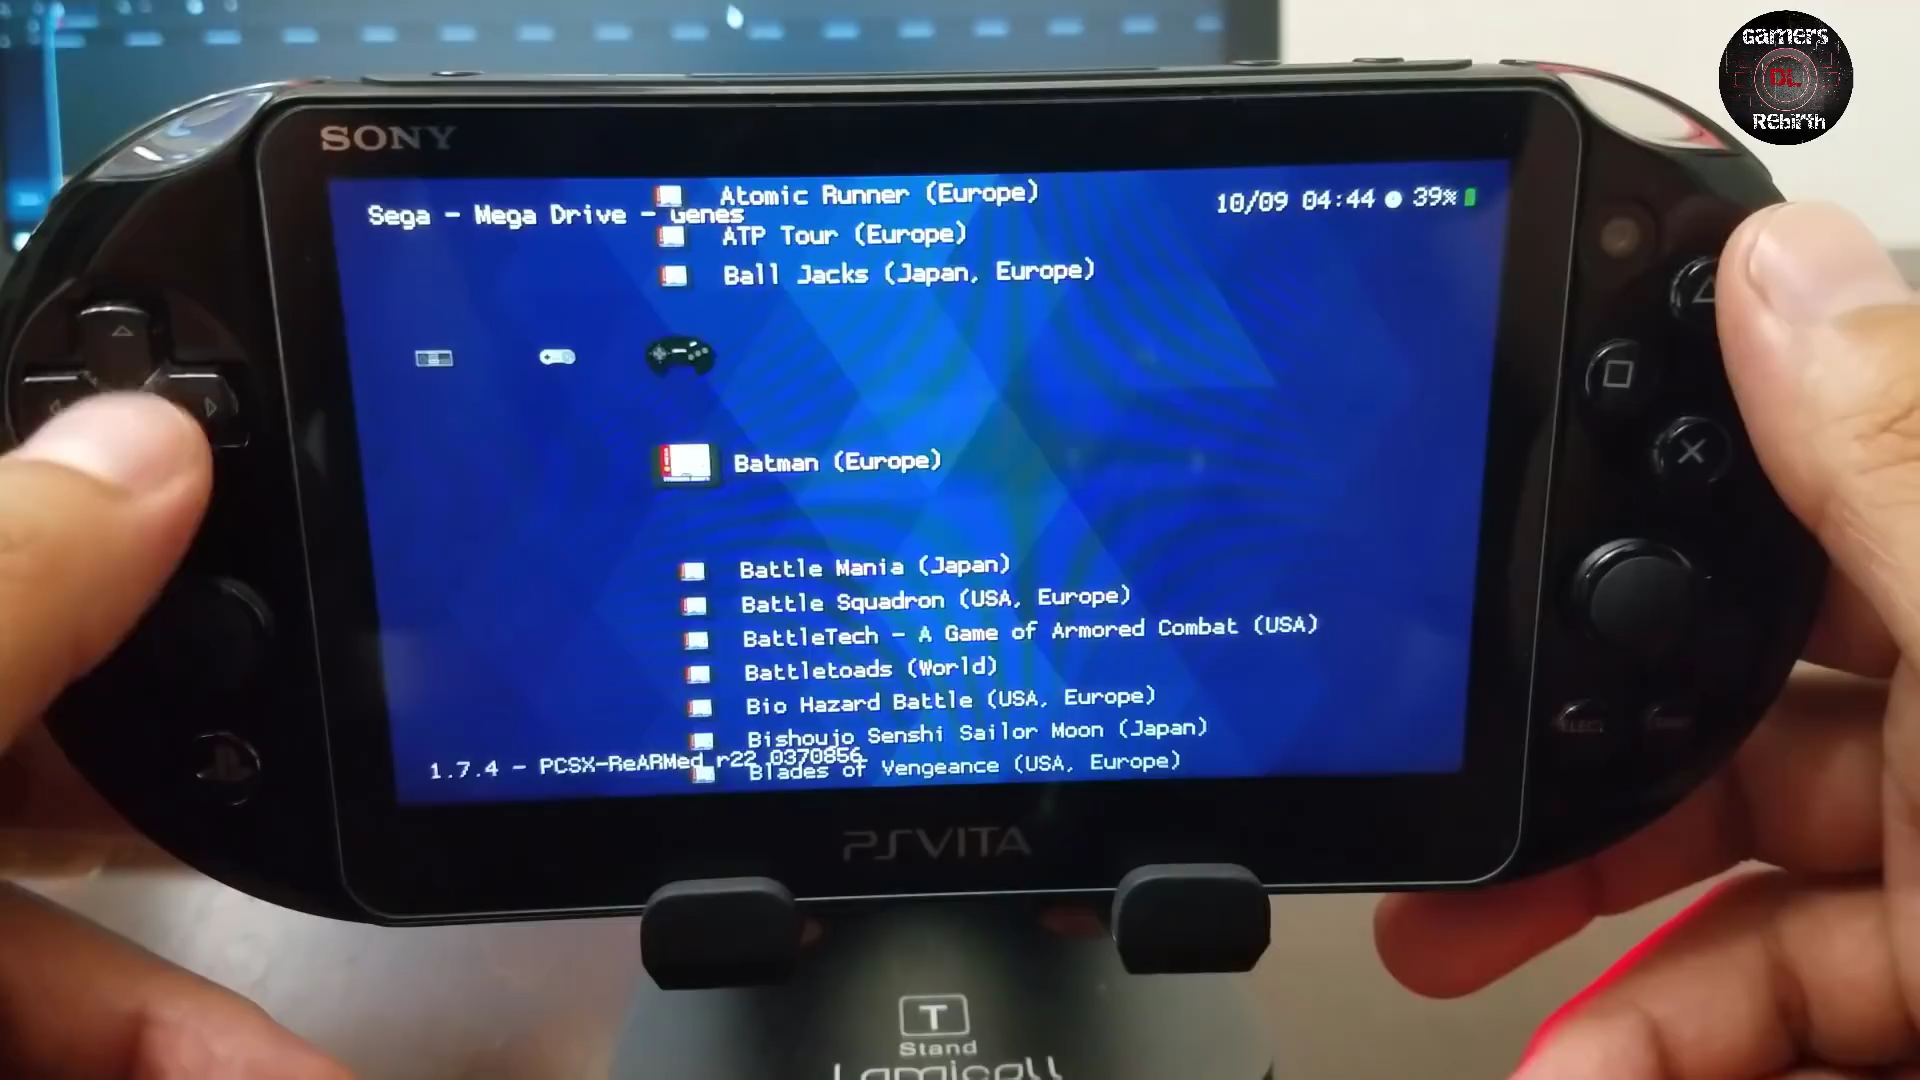 GAMERS
DL
REbirth
SONY
Sega - Mega Drive - Genes
10/09 04:44 39%
Atomic Runner (Europe)
ATP Tour (Europe)
Ball Jacks (Japan, Europe)
Batman (Europe)
Battle Mania (Japan)
Battle Squadron (USA, Europe)
BattleTech - A Game of Armored Combat (USA)
Battletoads (World)
Bio Hazard Battle (USA, Europe)
Bishoujo Senshi Sailor Moon (Japan)
1.7.4 - PCSX-ReARMed r22 0370856
Blades of Vengeance (USA, Europe)
PSVITA
SELECT
T
Stand
Lamicall